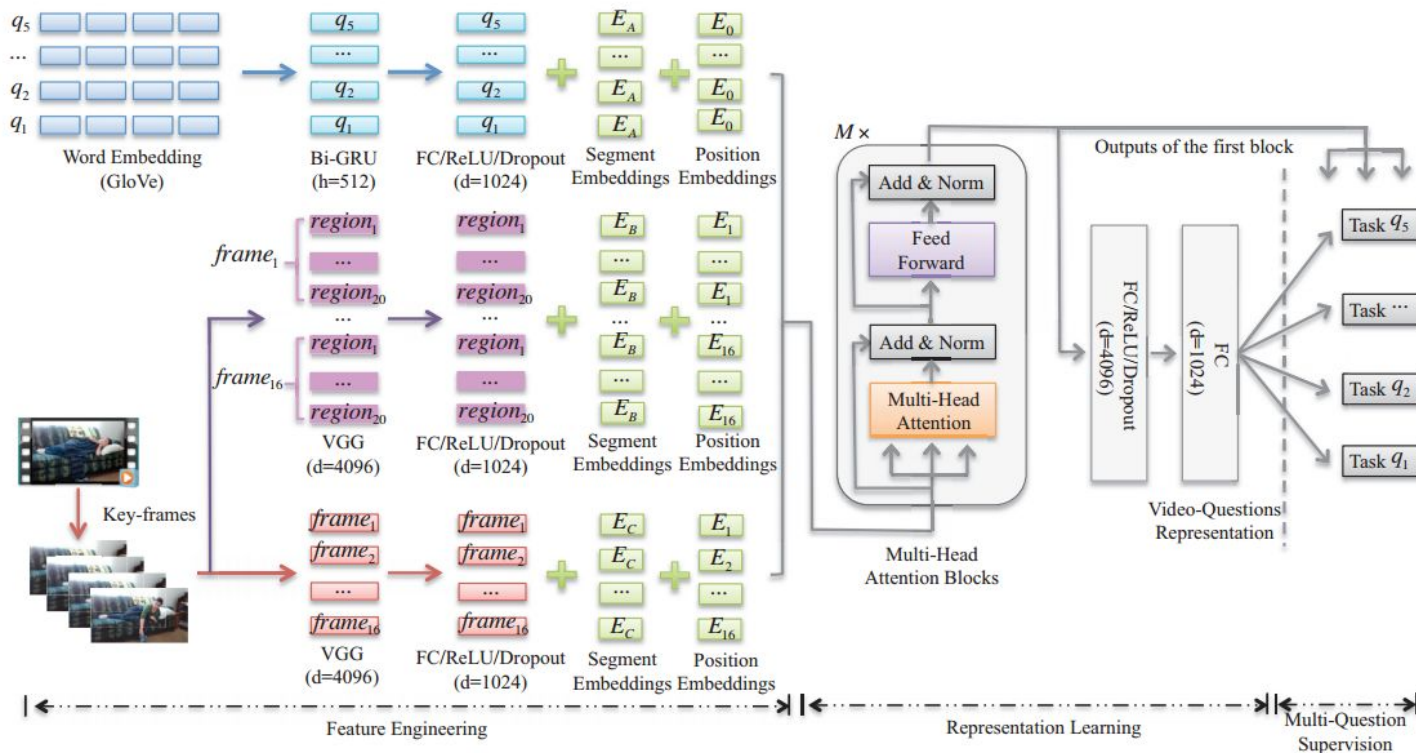 q5
...
q2
q1
Word Embedding
(GloVe)
q5
...
q2
q1
Bi-GRU
(h=512)
q5
...
q2
q1
FC/ReLU/Dropout
(d=1024)
EA
...
EA
EA
Segment
Embeddings
E0
...
E0
E0
Position
Embeddings
frame1
frame16
region1
...
region20
...
region1
...
region20
VGG
(d=4096)
region1
...
region20
...
region1
...
region20
FC/ReLU/Dropout
(d=1024)
EB
...
EB
...
EB
...
EB
Segment
Embeddings
E1
...
E1
...
E16
...
E16
Position
Embeddings
Key-frames
frame1
frame2
...
frame16
VGG
(d=4096)
frame1
frame2
...
frame16
FC/ReLU/Dropout
(d=1024)
EC
EC
...
EC
Segment
Embeddings
E1
E2
...
E16
Position
Embeddings
M ×
Add & Norm
Feed
Forward
Add & Norm
Multi-Head
Attention
Multi-Head
Attention Blocks
Outputs of the first block
FC/ReLU/Dropout
(d=4096)
FC
(d=1024)
Video-Questions
Representation
Task q5
Task ...
Task q2
Task q1
Feature Engineering
Representation Learning
Multi-Question
Supervision